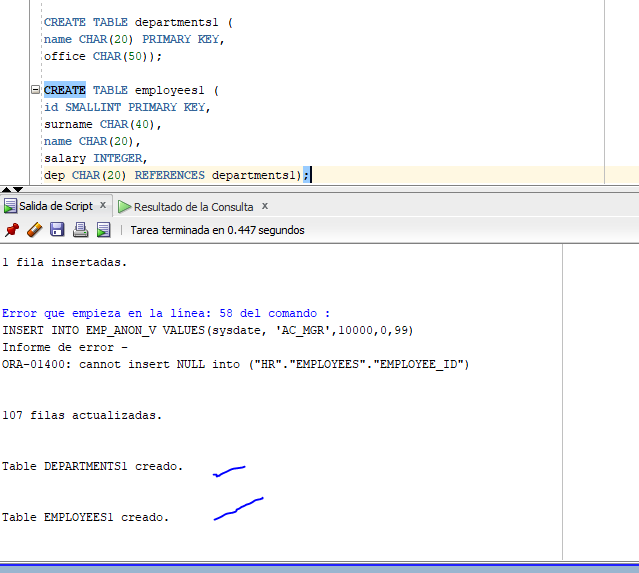 CREATE TABLE departments1 (
name CHAR(20) PRIMARY KEY,
office CHAR(50));
CREATE TABLE employees1 (
id SMALLINT PRIMARY KEY,
surname CHAR(40),
name CHAR(20),
salary INTEGER,
dep CHAR(20) REFERENCES departments1);
Salida de Script x Resultado de la Consulta x
Tarea terminada en 0.447 segundos
1 fila insertadas.
Error que empieza en la línea: 58 del comando :
INSERT INTO EMP_ANON_V VALUES(sysdate, 'AC_MGR',10000,0,99)
Informe de error -
ORA-01400: cannot insert NULL into ("HR"."EMPLOYEES"."EMPLOYEE_ID")
107 filas actualizadas.
Table DEPARTMENTS1 creado.
Table EMPLOYEES1 creado.